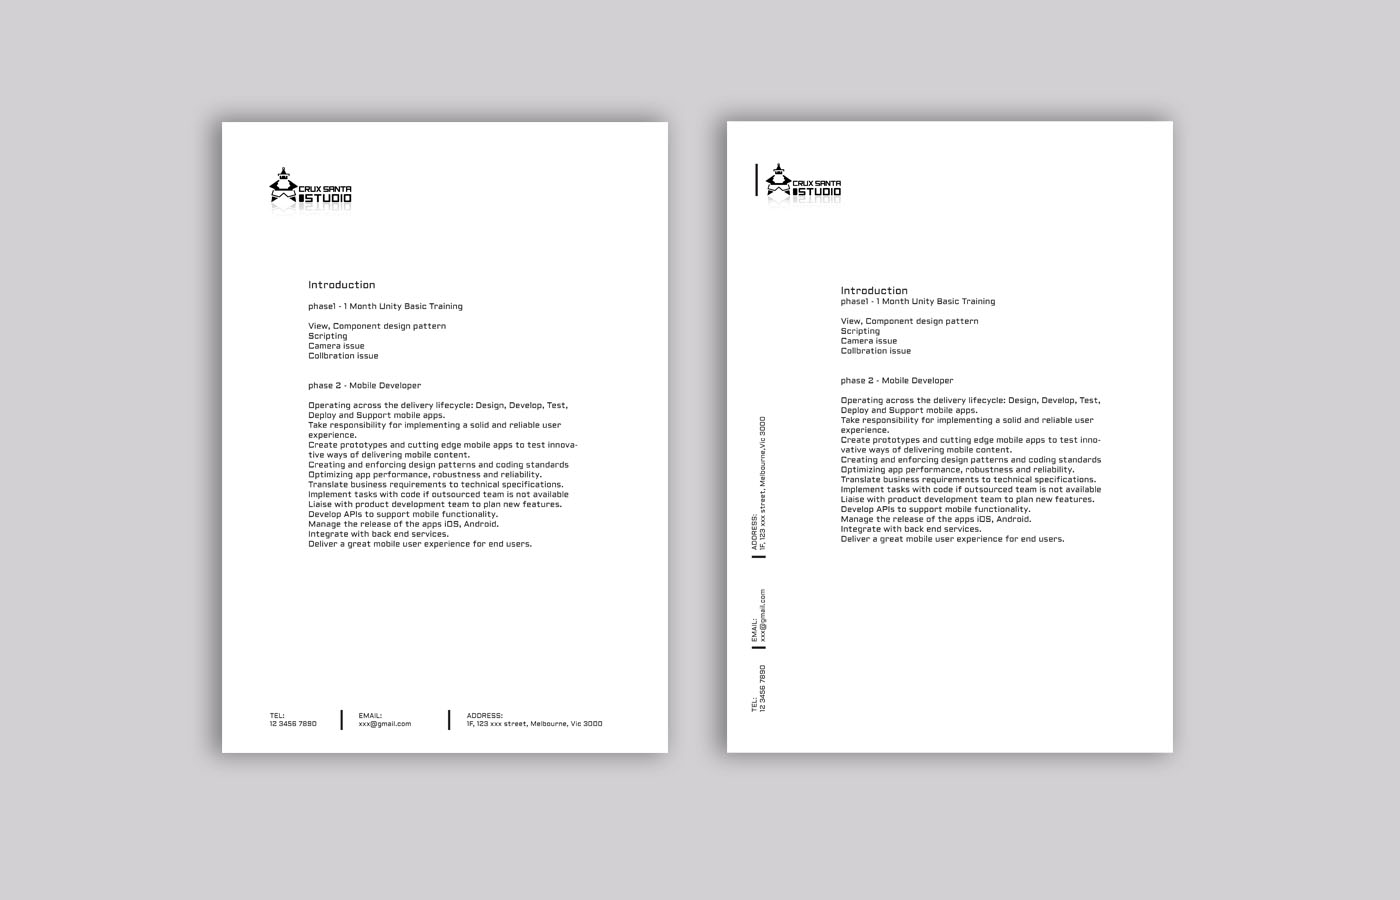 CRUX SANTA
STUDIO
Introduction
phase1 - 1 Month Unity Basic Training
View, Component design pattern
Scripting
Camera issue
Collbration issue
phase 2 - Mobile Developer
Operating across the delivery lifecycle: Design, Develop, Test,
Deploy and Support mobile apps.
Take responsibility for implementing a solid and reliable user
experience.
Create prototypes and cutting edge mobile apps to test innova-
tive ways of delivering mobile content.
Creating and enforcing design patterns and coding standards
Optimizing app performance, robustness and reliability.
Translate business requirements to technical specifications.
Implement tasks with code if outsourced team is not available
Liaise with product development team to plan new features.
Develop APIs to support mobile functionality.
Manage the release of the apps iOS, Android.
Integrate with back end services.
Deliver a great mobile user experience for end users.
TEL:
12 3456 7890
EMAIL:
xxx@gmail.com
ADDRESS:
1F, 123 xxx street, Melbourne, Vic 3000
CRUX SANTA
STUDIO
Introduction
phase1 - 1 Month Unity Basic Training
View, Component design pattern
Scripting
Camera issue
Collbration issue
phase 2 - Mobile Developer
Operating across the delivery lifecycle: Design, Develop, Test,
Deploy and Support mobile apps.
Take responsibility for implementing a solid and reliable user
experience.
Create prototypes and cutting edge mobile apps to test inno-
vative ways of delivering mobile content.
Creating and enforcing design patterns and coding standards
Optimizing app performance, robustness and reliability.
Translate business requirements to technical specifications.
Implement tasks with code if outsourced team is not available
Liaise with product development team to plan new features.
Develop APIs to support mobile functionality.
Manage the release of the apps iOS, Android.
Integrate with back end services.
Deliver a great mobile user experience for end users.
TEL:
12 3456 7890
EMAIL:
xxx@gmail.com
ADDRESS:
1F, 123 xxx street, Melbourne,Vic 3000